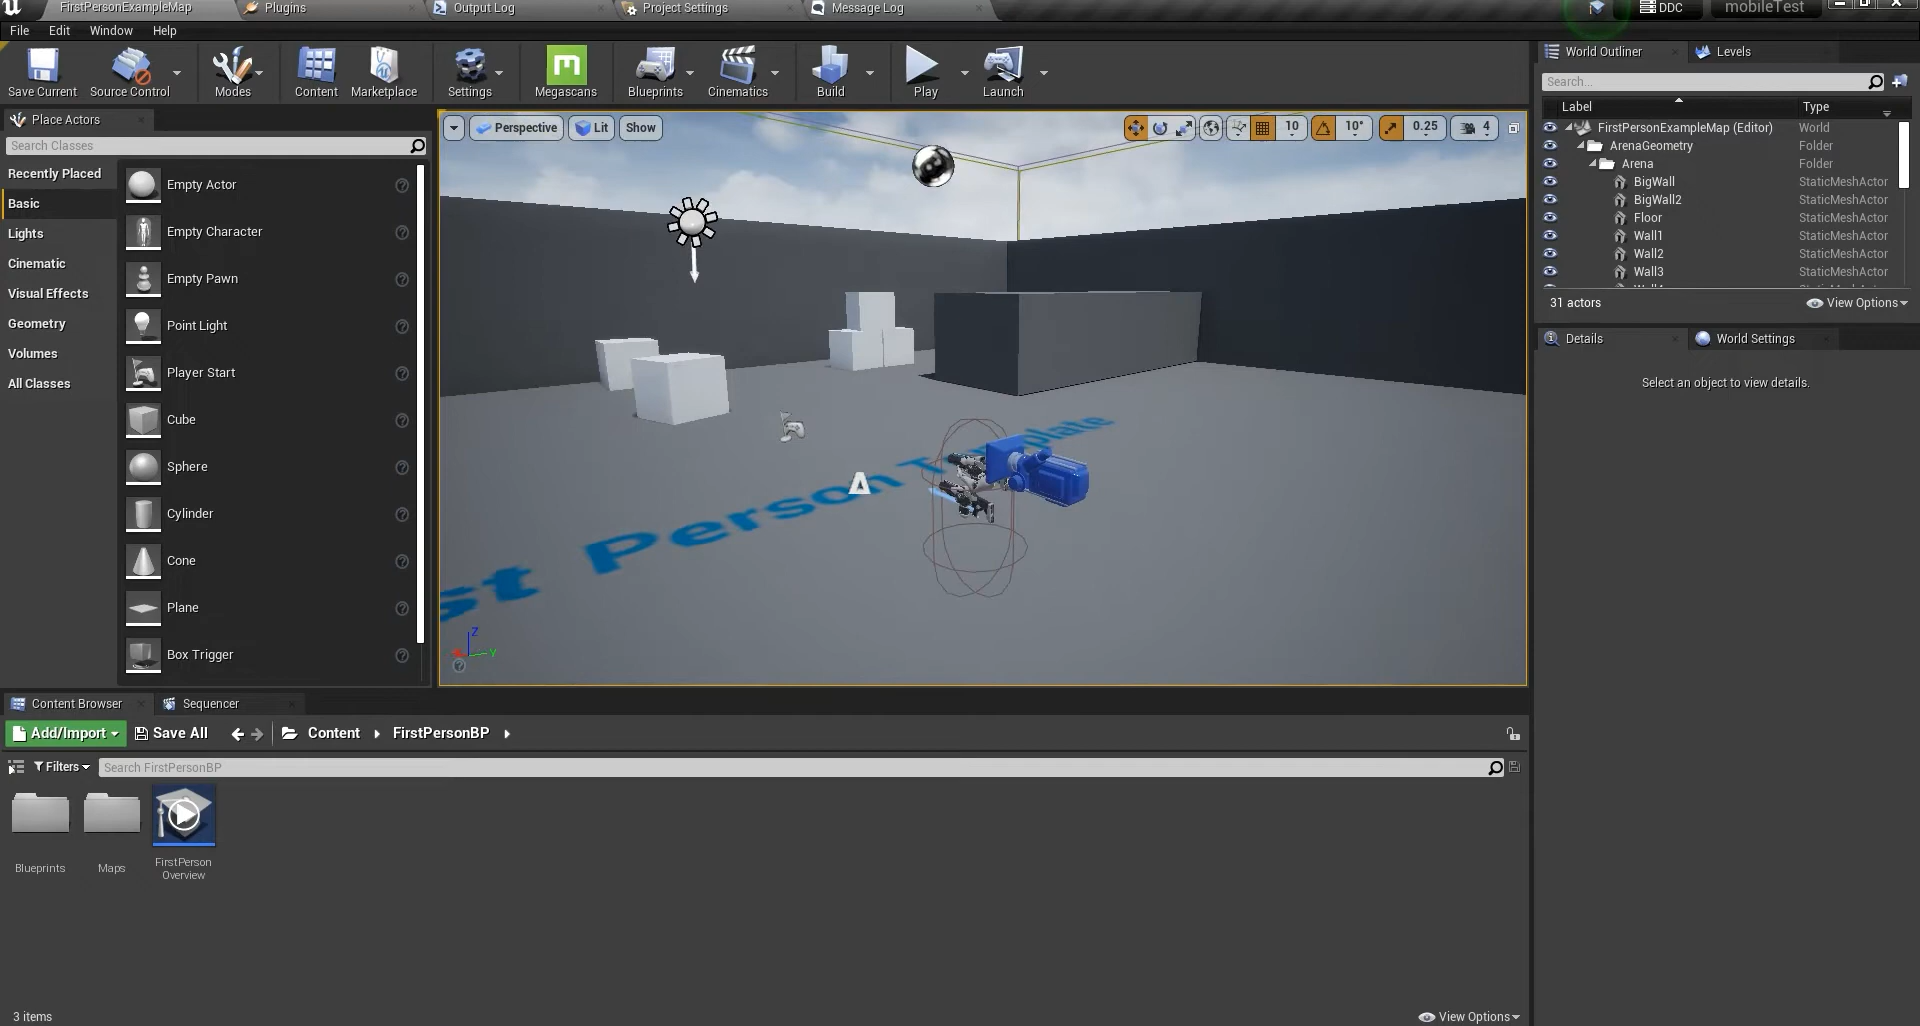 FirstPersonExampleMap
Plugins
Output Log
Project Settings
Message Log
DDC
mobileTest
File Edit Window Help
Save Current
Source Control
Modes
Content
Marketplace
Settings
Megascans
Blueprints
Cinematics
Build
Play
Launch
Place Actors
Search Classes
Recently Placed
Basic
Lights
Cinematic
Visual Effects
Geometry
Volumes
All Classes
Empty Actor
Empty Character
Empty Pawn
Point Light
Player Start
Cube
Sphere
Cylinder
Cone
Plane
Box Trigger
Perspective
Lit
Show
10
10°
0.25
4
st Person Template
Z
Y
World Outliner
Levels
Search...
Label Type
FirstPersonExampleMap (Editor) World
ArenaGeometry Folder
Arena Folder
BigWall StaticMeshActor
BigWall2 StaticMeshActor
Floor StaticMeshActor
Wall1 StaticMeshActor
Wall2 StaticMeshActor
Wall3 StaticMeshActor
31 actors
View Options
Details
World Settings
Select an object to view details.
Content Browser
Sequencer
Add/Import
Save All
Content
FirstPersonBP
Filters
Search FirstPersonBP
Blueprints
Maps
FirstPerson
Overview
3 items
View Options